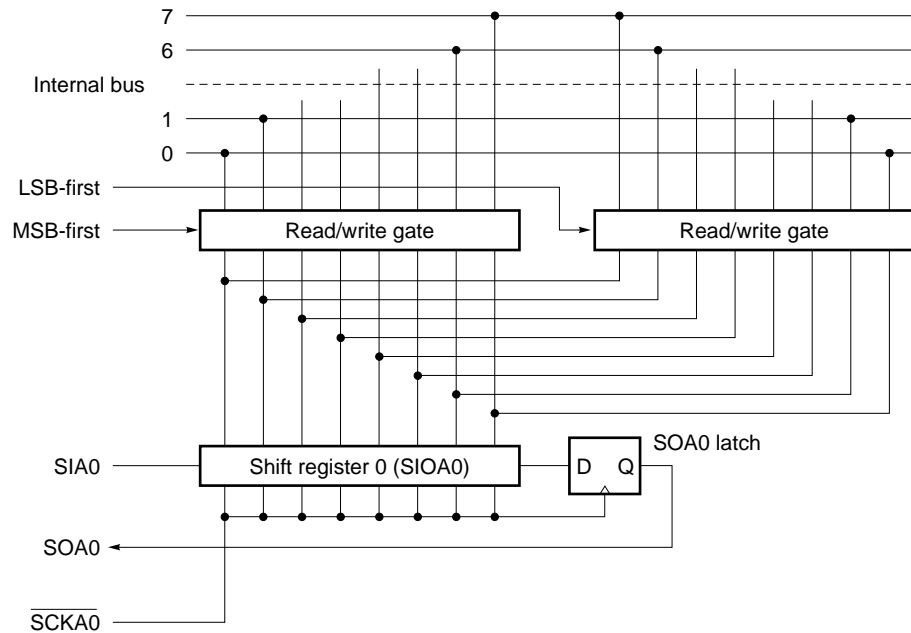 7
6
Internal bus
1
0
LSB-first
MSB-first
Read/write gate
Read/write gate
SOA0 latch
SIA0
Shift register 0 (SIOA0)
D
Q
SOA0
SCKA0